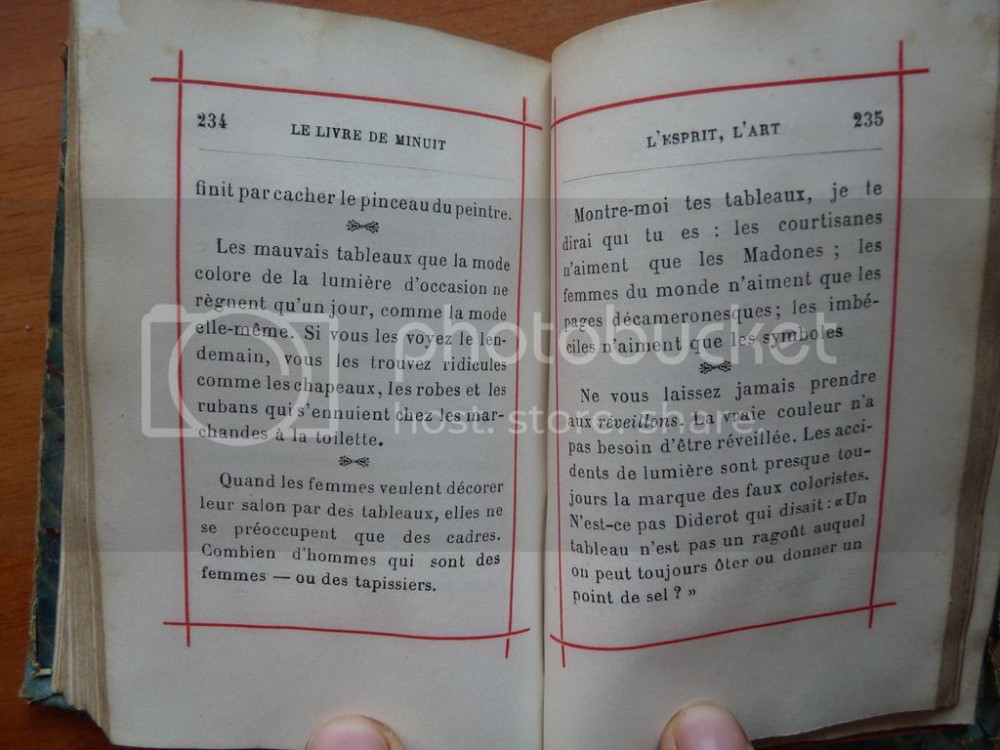 234
LE LIVRE DE MINUIT
finit par cacher le pinceau du peintre.
Les mauvais tableaux que la mode
colore de la lumière d'occasion ne
règnent qu'un jour, comme la mode
elle-même. Si vous les voyez le len-
demain, vous les trouvez ridicules
comme les chapeaux, les robes et les
rubans qui s'ennuient chez les mar-
chandes à la toilette.
Quand les femmes veulent décorer
leur salon par des tableaux, elles ne
se préoccupent que des cadres.
Combien d'hommes qui sont des
femmes — ou des tapissiers.
L'ESPRIT, L'ART
235
Montre-moi tes tableaux, je te
dirai qui tu es : les courtisanes
n'aiment que les Madones ; les
femmes du monde n'aiment que les
pages décameronesques ; les imbé-
ciles n'aiment que les symboles
Ne vous laissez jamais prendre
aux réveillons. La vraie couleur n'a
pas besoin d'être réveillée. Les acci-
dents de lumière sont presque tou-
jours la marque des faux coloristes.
N'est-ce pas Diderot qui disait : « Un
tableau n'est pas un ragoût auquel
on peut toujours ôter ou donner un
point de sel ? »
photobucket
host. store. share.